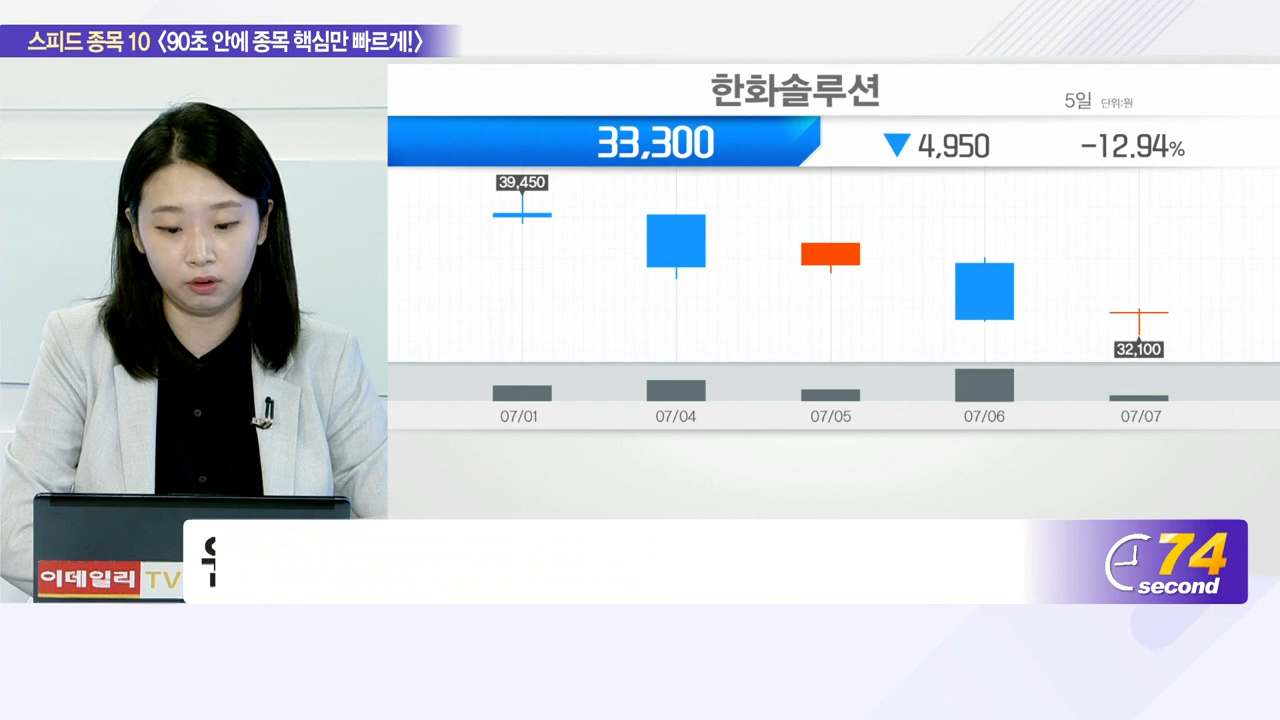 스피드 종목 10 〈90초 안에 종목 핵심만 빠르게!〉
한화솔루션
5일 단위:원
33,300 ▼ 4,950 -12.94%
39,450
32,100
07/01 07/04 07/05 07/06 07/07
74
second
이데일리 TV